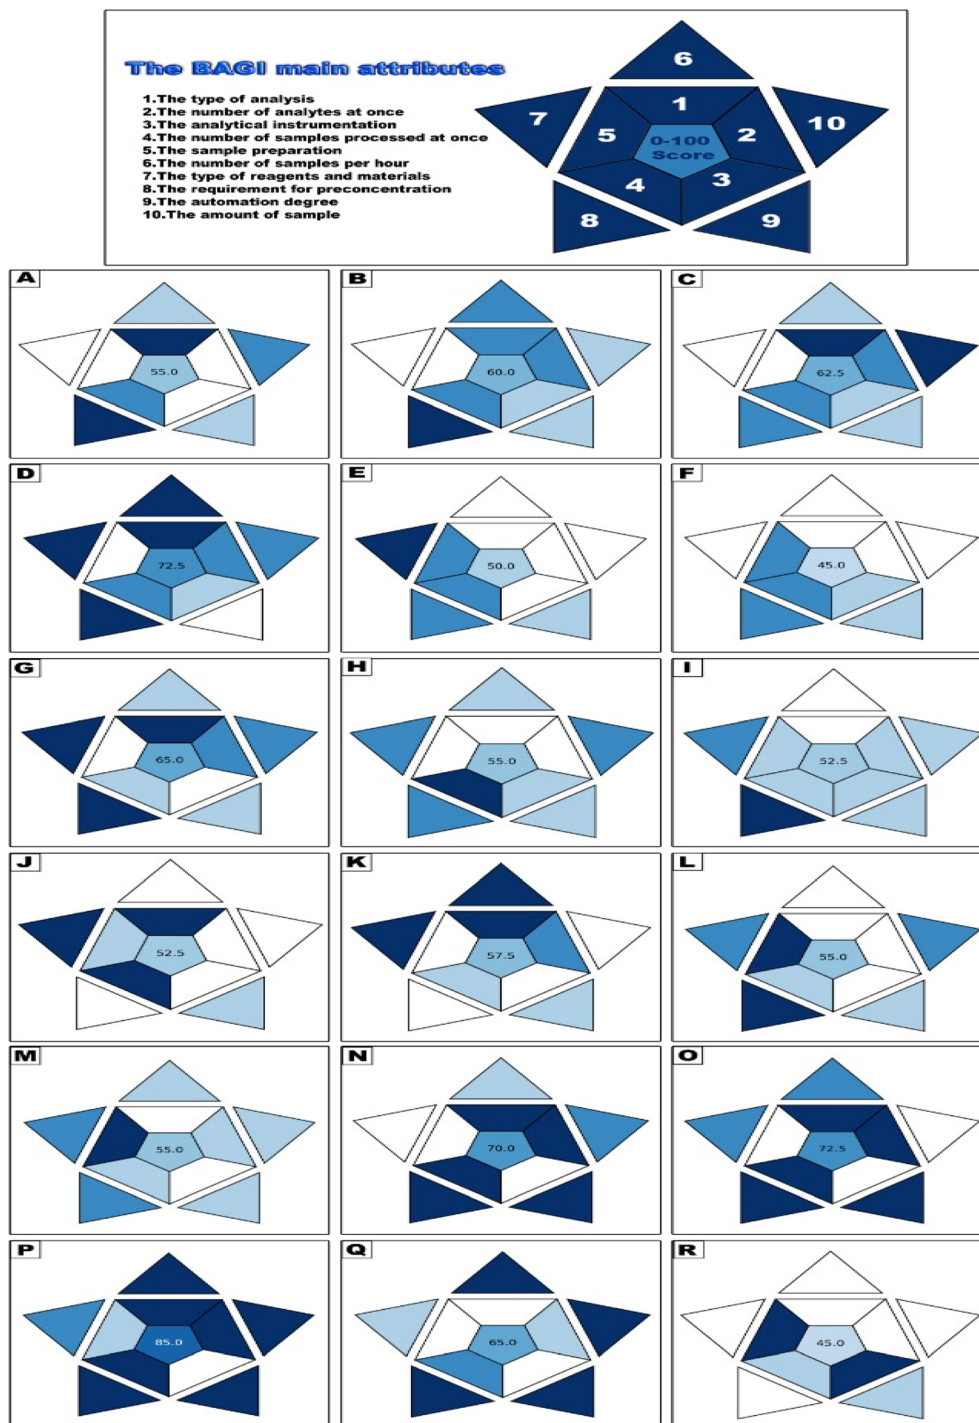 The BAGI main attributes
1.The type of analysis
2.The number of analytes at once
3.The analytical instrumentation
4.The number of samples processed at once
5.The sample preparation
6.The number of samples per hour
7.The type of reagents and materials
8.The requirement for preconcentration
9.The automation degree
10.The amount of sample
6
7
1
10
5
0-100
Score
2
4
3
8
9
A
55.0
B
60.0
C
62.5
D
72.5
E
50.0
F
45.0
G
65.0
H
55.0
I
52.5
J
52.5
K
57.5
L
55.0
M
55.0
N
70.0
O
72.5
P
85.0
Q
65.0
R
45.0